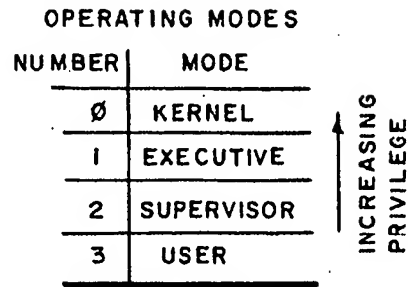 OPERATING MODES
NUMBER MODE
Ø KERNEL
1 EXECUTIVE
2 SUPERVISOR
3 USER
INCREASING
PRIVILEGE